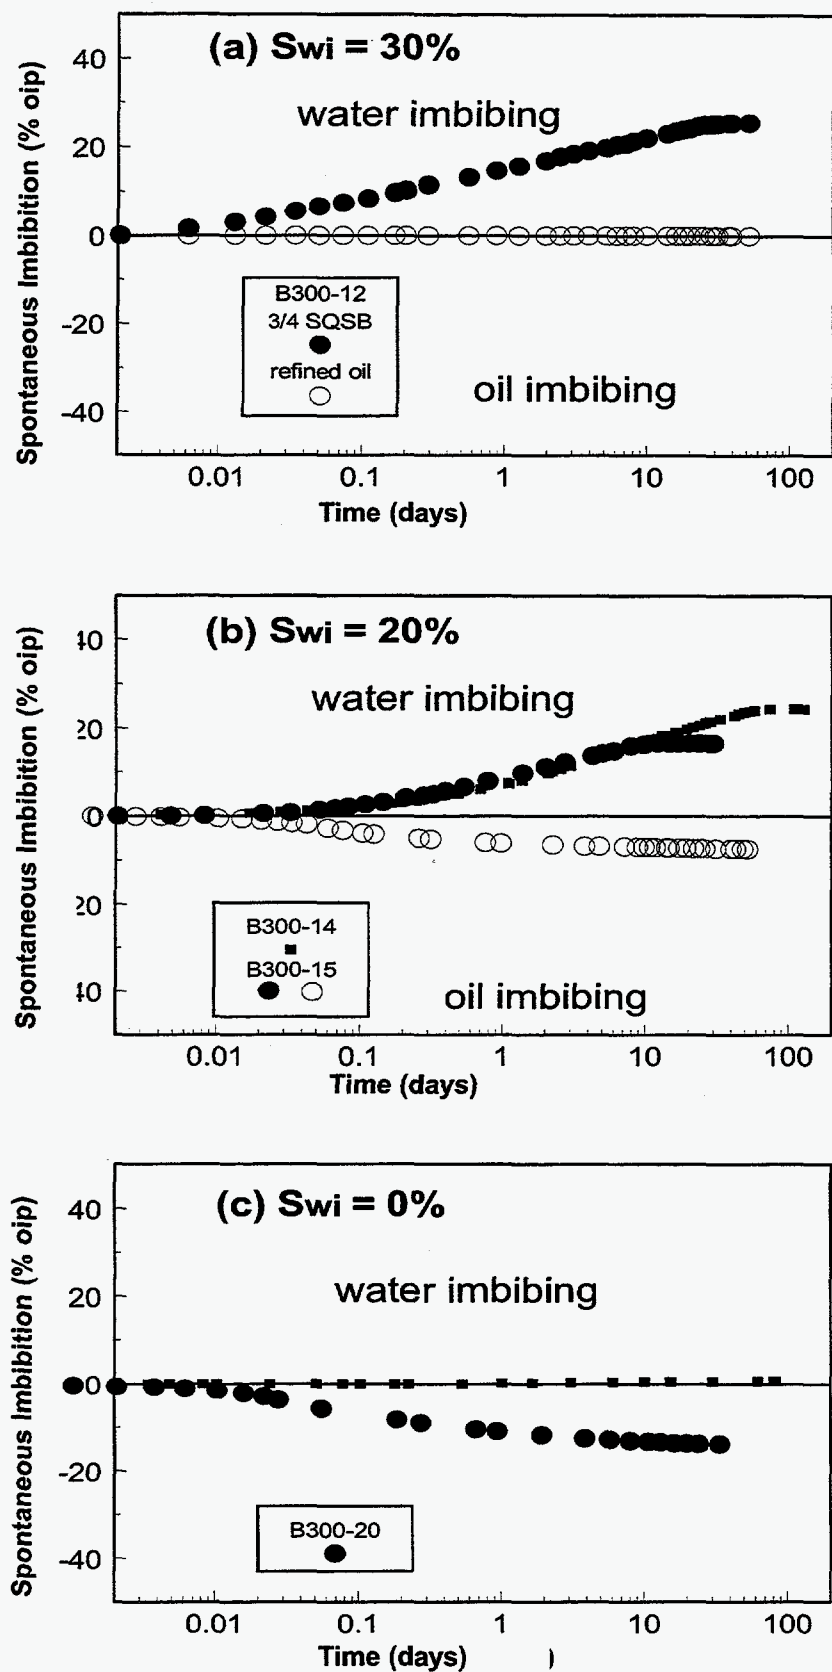 (a) Swi = 30%
water imbibing
40
20
0
-20
-40
Spontaneous Imbibition (% oip)
B300-12
3/4 SQSB
refined oil
oil imbibing
0.01 0.1 1 10 100
Time (days)
(b) Swi = 20%
water imbibing
40
20
0
20
40
Spontaneous Imbibition (% oip)
B300-14
B300-15
oil imbibing
0.01 0.1 1 10 100
Time (days)
(c) Swi = 0%
water imbibing
40
20
0
-20
-40
Spontaneous Imbibition (% oip)
B300-20
0.01 0.1 1 10 100
Time (days) )